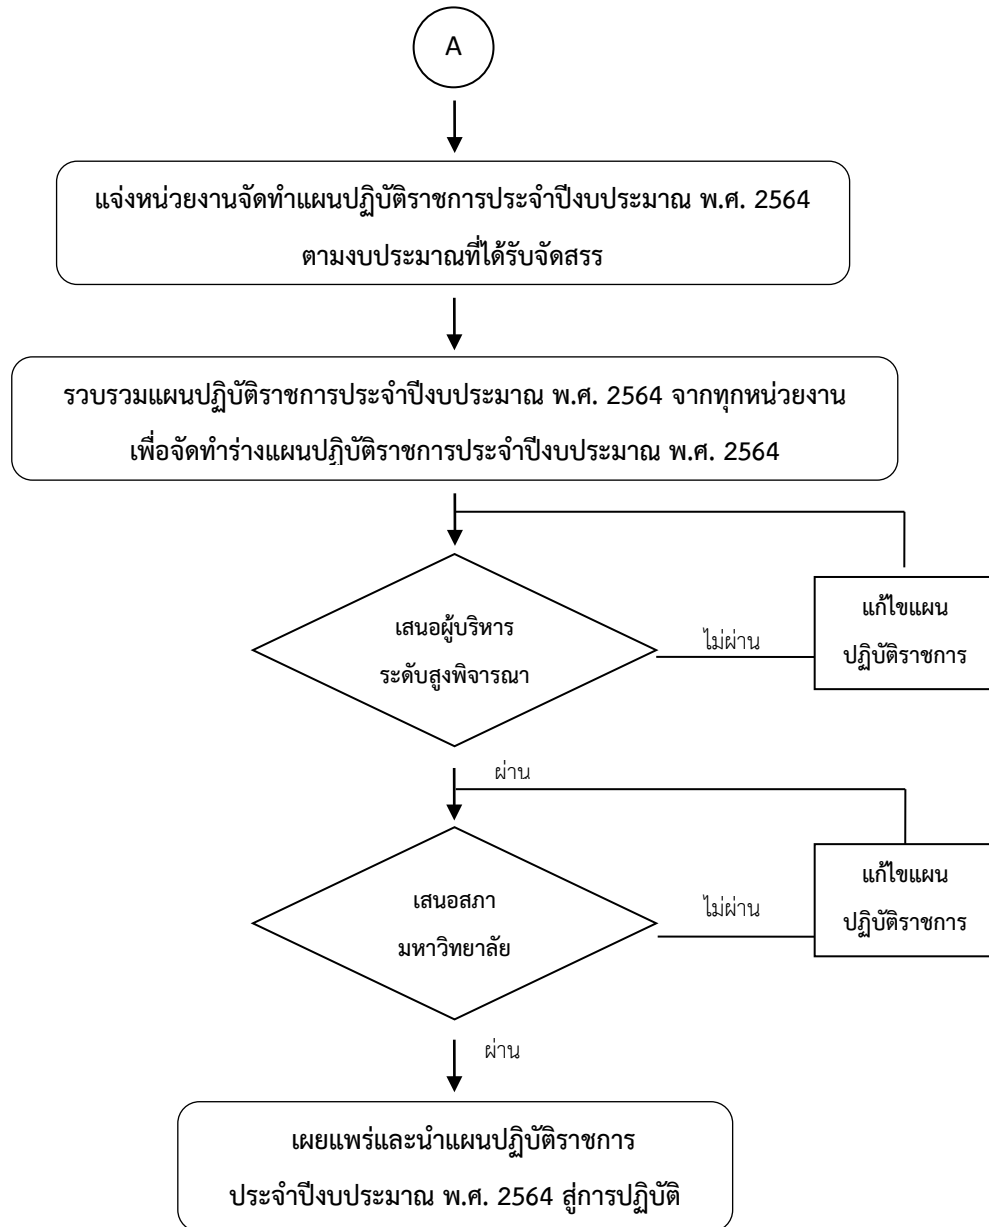 A
แจ่งหน่วยงานจัดทำแผนปฏิบัติราชการประจำปีงบประมาณ พ.ศ. 2564
ตามงบประมาณที่ได้รับจัดสรร
รวบรวมแผนปฏิบัติราชการประจำปีงบประมาณ พ.ศ. 2564 จากทุกหน่วยงาน
เพื่อจัดทำร่างแผนปฏิบัติราชการประจำปีงบประมาณ พ.ศ. 2564
เสนอผู้บริหาร
ระดับสูงพิจารณา
ไม่ผ่าน
แก้ไขแผน
ปฏิบัติราชการ
ผ่าน
เสนอสภา
มหาวิทยาลัย
ไม่ผ่าน
แก้ไขแผน
ปฏิบัติราชการ
ผ่าน
เผยแพร่และนำแผนปฏิบัติราชการ
ประจำปีงบประมาณ พ.ศ. 2564 สู่การปฏิบัติ